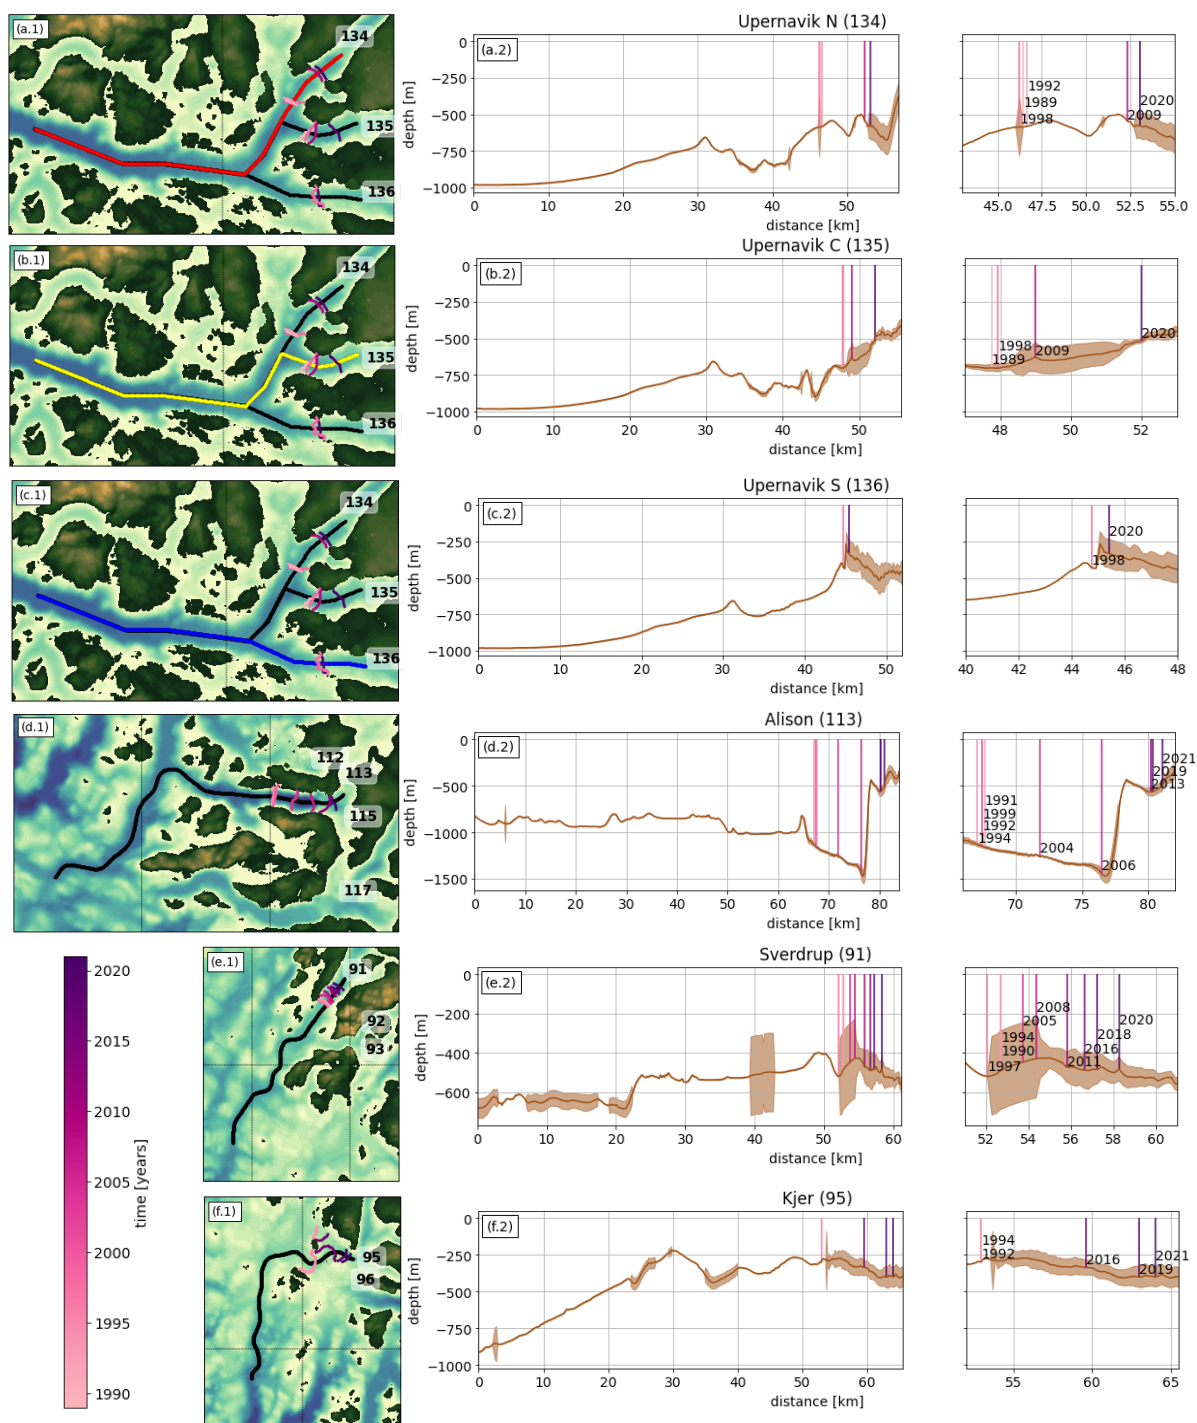 Upernavik N (134)
(a.1)
134
135
136
(a.2)
0
−250
−500
−750
−1000
depth [m]
0 10 20 30 40 50
distance [km]
1992
1989
1998
2020
2009
45.0 47.5 50.0 52.5 55.0
distance [km]
Upernavik C (135)
(b.1)
134
135
136
(b.2)
0
−250
−500
−750
−1000
depth [m]
0 10 20 30 40 50
distance [km]
1998
1989
2009
2020
48 50 52
Upernavik S (136)
(c.1)
134
135
136
(c.2)
0
−250
−500
−750
−1000
depth [m]
0 10 20 30 40 50
distance [km]
2020
1998
40 42 44 46 48
Alison (113)
(d.1)
112
113
115
117
(d.2)
0
−500
−1000
−1500
depth [m]
0 10 20 30 40 50 60 70 80
distance [km]
1991
1999
1992
1994
2004
2006
2021
2019
2013
70 75 80
Sverdrup (91)
(e.1)
91
92
93
(e.2)
0
−200
−400
−600
depth [m]
0 10 20 30 40 50 60
distance [km]
2008
2005
1994
1990
1997
2011
2016
2018
2020
52 54 56 58 60
Kjer (95)
(f.1)
95
96
(f.2)
0
−250
−500
−750
−1000
depth [m]
0 10 20 30 40 50 60
distance [km]
1994
1992
2016
2021
2019
55 60 65
2020
2015
2010
2005
2000
1995
1990
time [years]